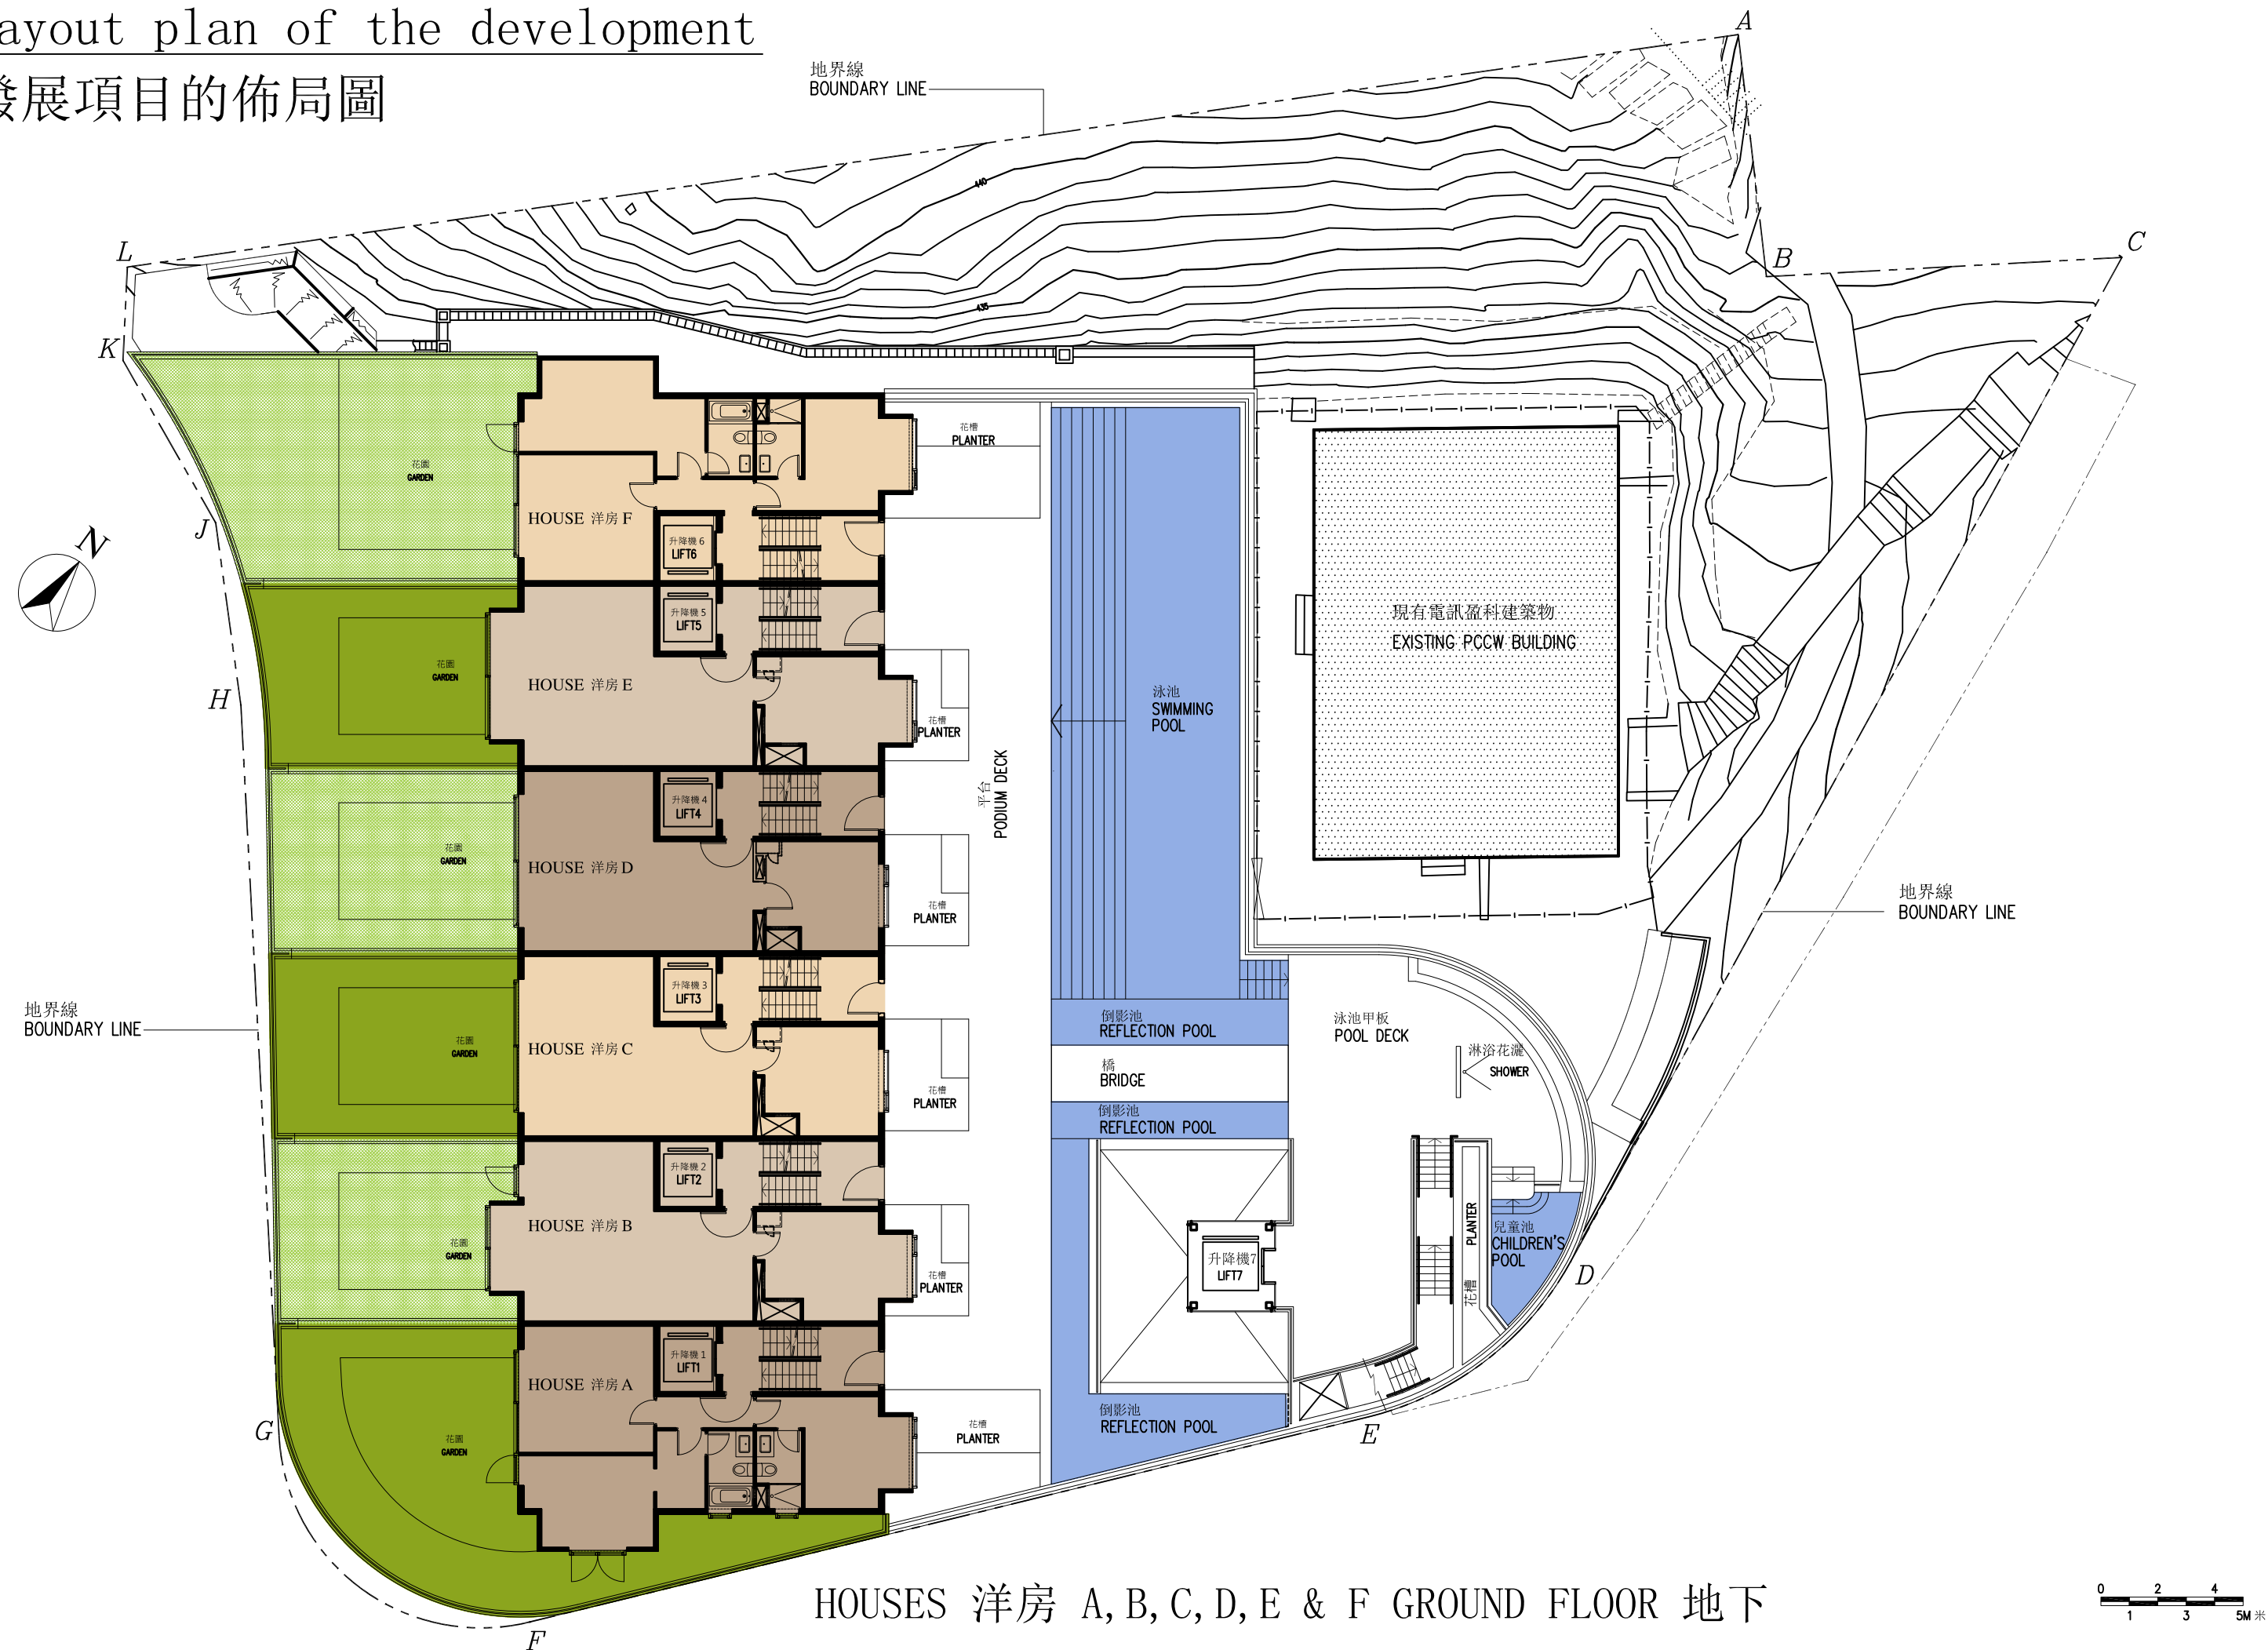 ayout plan of the development
發展項目的佈局圖
地界線
BOUNDARY LINE
A
L
440
B
C
435
K
花園
GARDEN
花槽
PLANTER
J
HOUSE 洋房 F
升降機 6
LIFT6
N
升降機 5
LIFT5
現有電訊盈科建築物
EXISTING PCCW BUILDING
花園
GARDEN
HOUSE 洋房 E
H
泳池
SWIMMING
POOL
花槽
PLANTER
平台
PODIUM DECK
升降機 4
LIFT4
花園
GARDEN
HOUSE 洋房 D
花槽
PLANTER
地界線
BOUNDARY LINE
升降機 3
LIFT3
地界線
BOUNDARY LINE
倒影池
REFLECTION POOL
泳池甲板
POOL DECK
花園
GARDEN
HOUSE 洋房 C
淋浴花灑
SHOWER
橋
BRIDGE
花槽
PLANTER
倒影池
REFLECTION POOL
升降機 2
LIFT2
HOUSE 洋房 B
花園
GARDEN
花槽
PLANTER
升降機7
LIFT7
花槽
PLANTER
兒童池
CHILDREN'S
POOL
D
升降機 1
LIFT1
HOUSE 洋房 A
G
花園
GARDEN
花槽
PLANTER
倒影池
REFLECTION POOL
E
HOUSES 洋房 A,B,C,D,E & F GROUND FLOOR 地下
F
0 2 4
1 3 5M 米